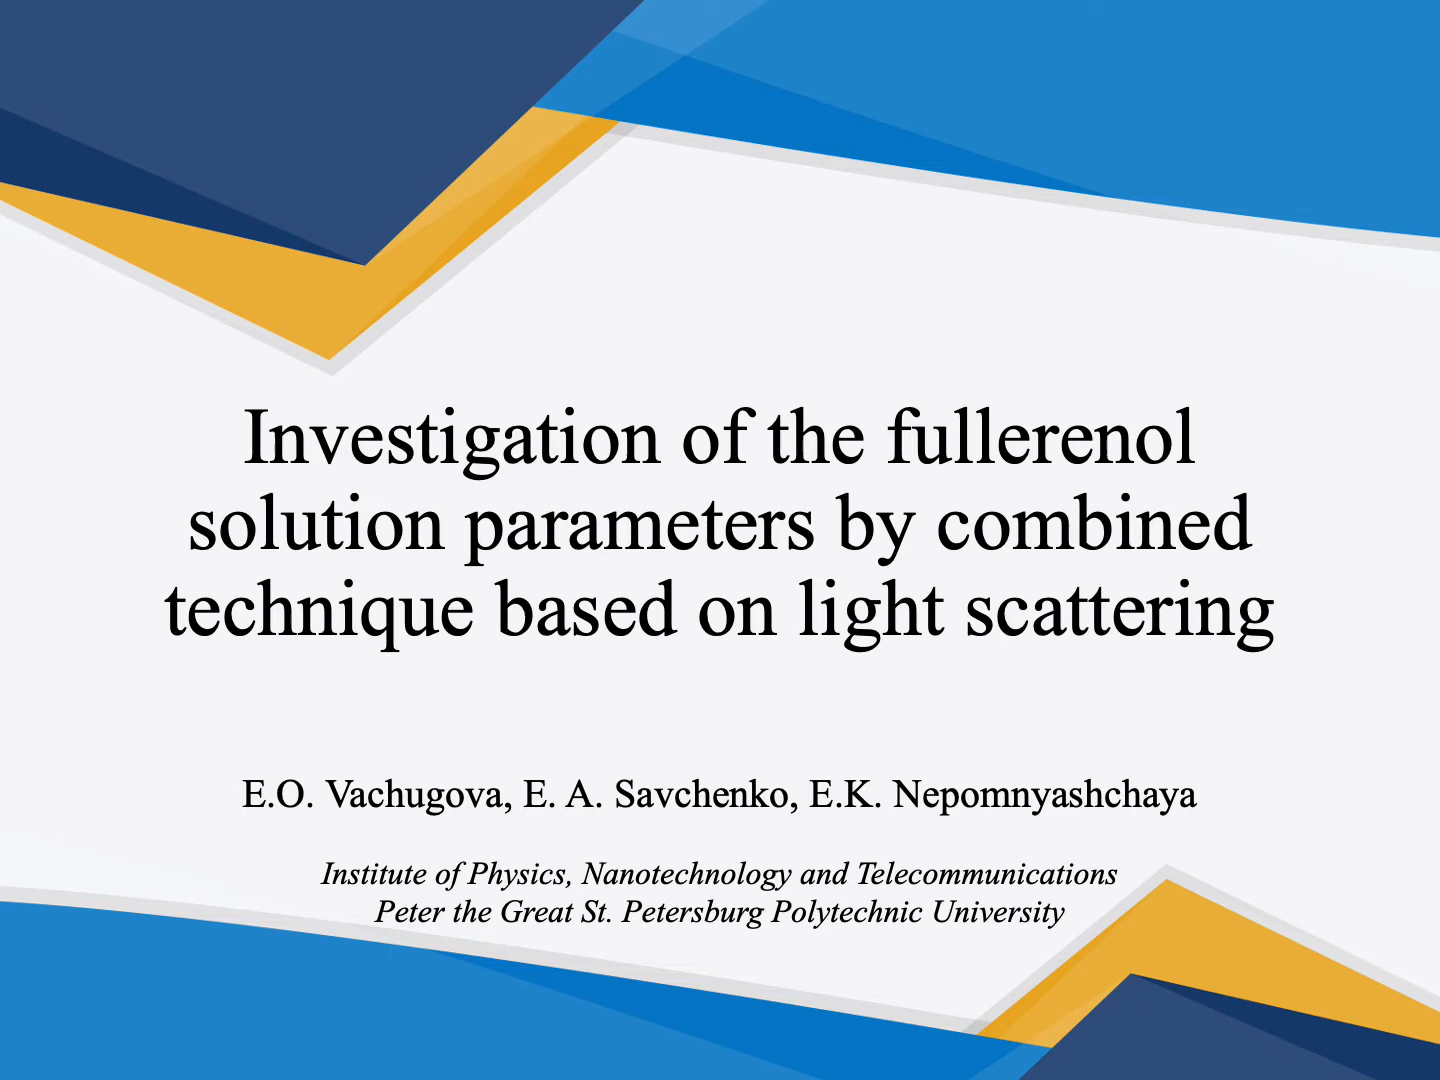 Investigation of the fullerenol
solution parameters by combined
technique based on light scattering
E.O. Vachugova, E. A. Savchenko, E.K. Nepomnyashchaya
Institute of Physics, Nanotechnology and Telecommunications
Peter the Great St. Petersburg Polytechnic University